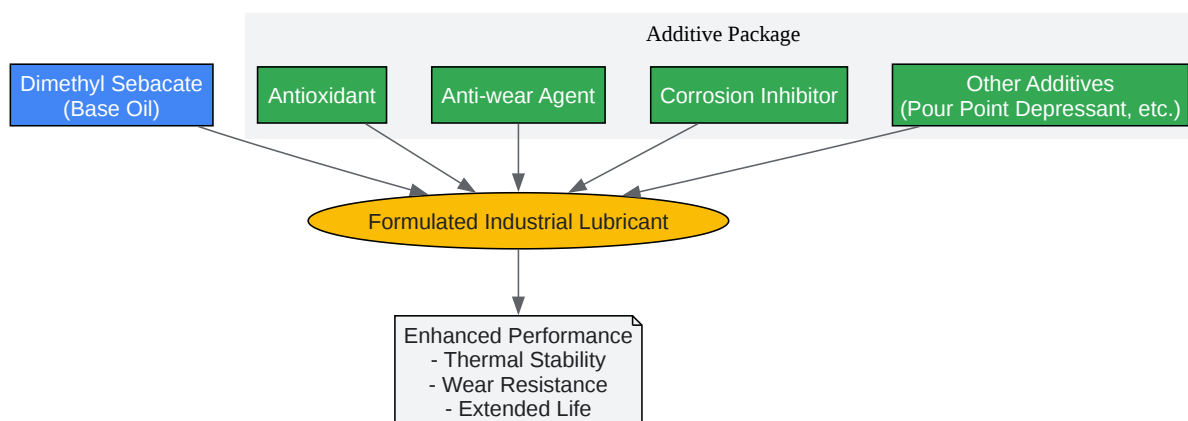 Additive Package
Dimethyl Sebacate
(Base Oil)
Antioxidant
Anti-wear Agent
Corrosion Inhibitor
Other Additives
(Pour Point Depressant, etc.)
Formulated Industrial Lubricant
Enhanced Performance
- Thermal Stability
- Wear Resistance
- Extended Life